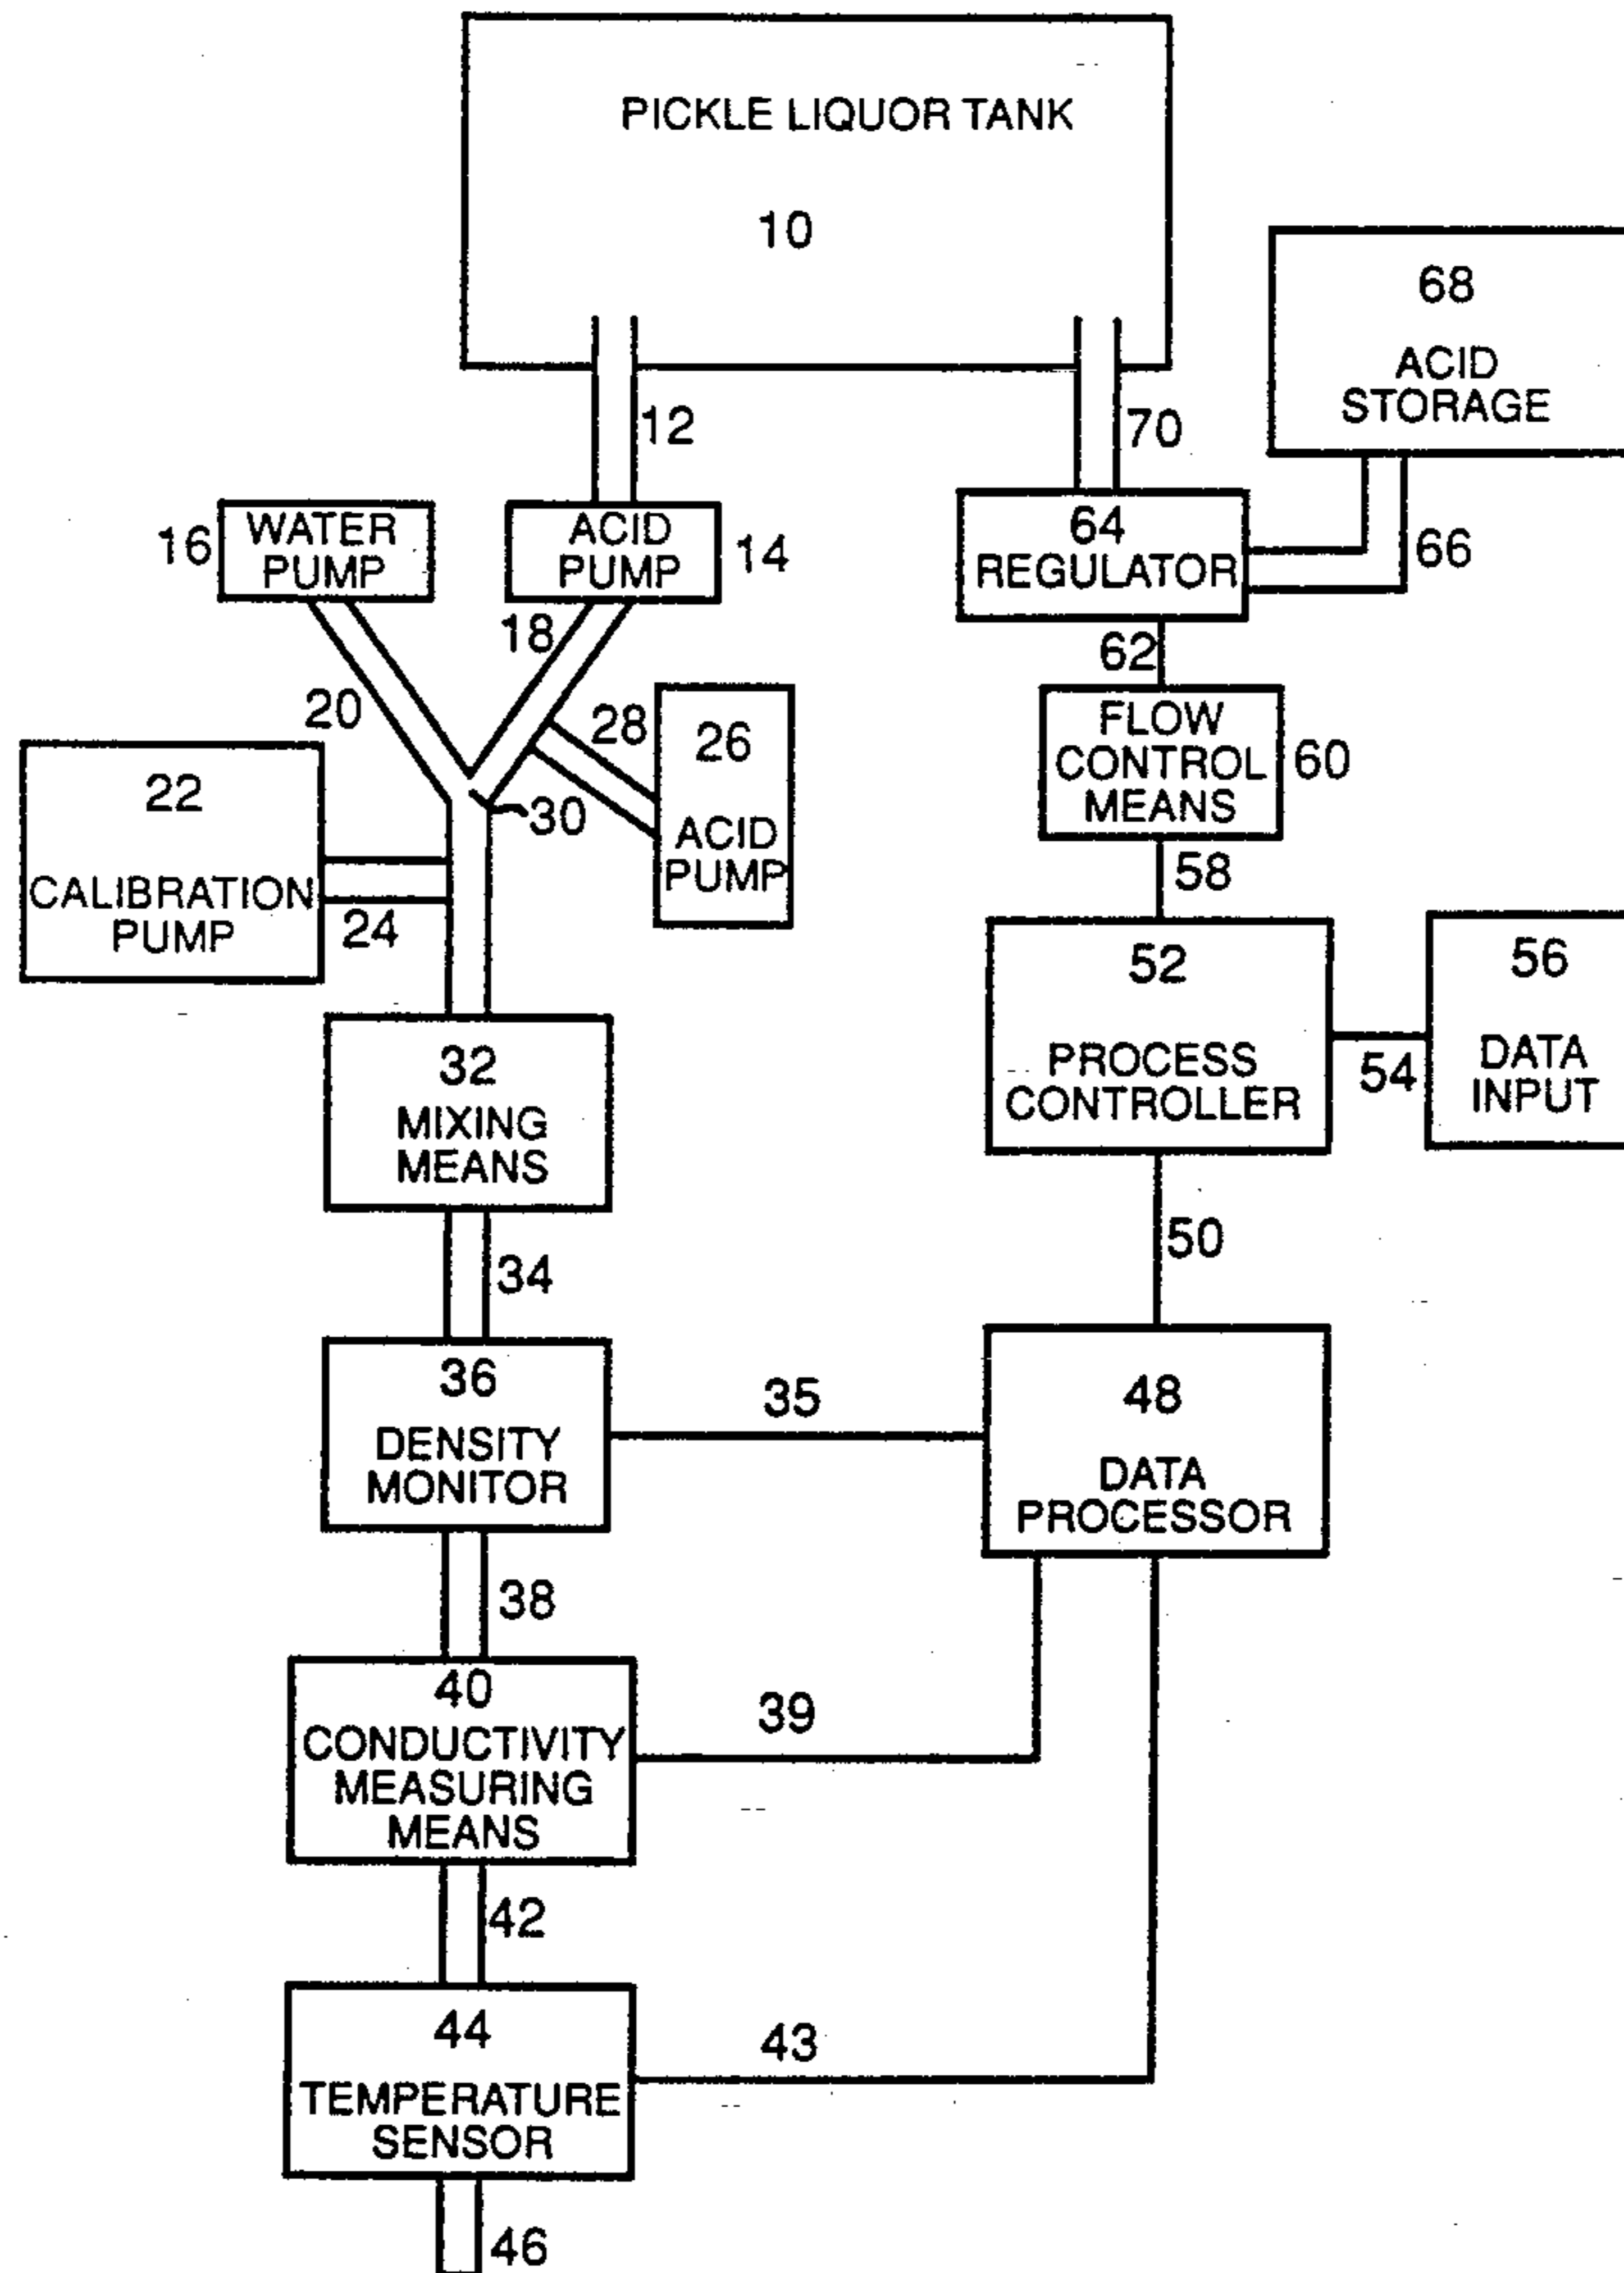 PICKLE LIQUOR TANK
10
68
ACID
STORAGE
12
70
16
WATER
PUMP
ACID
PUMP
14
64
REGULATOR
66
18
62
20
28
26
ACID
PUMP
FLOW
CONTROL
MEANS
60
22
CALIBRATION
PUMP
24
30
58
52
PROCESS
CONTROLLER
54
56
DATA
INPUT
32
MIXING
MEANS
34
50
36
DENSITY
MONITOR
35
48
DATA
PROCESSOR
38
40
CONDUCTIVITY
MEASURING
MEANS
39
42
44
TEMPERATURE
SENSOR
43
46